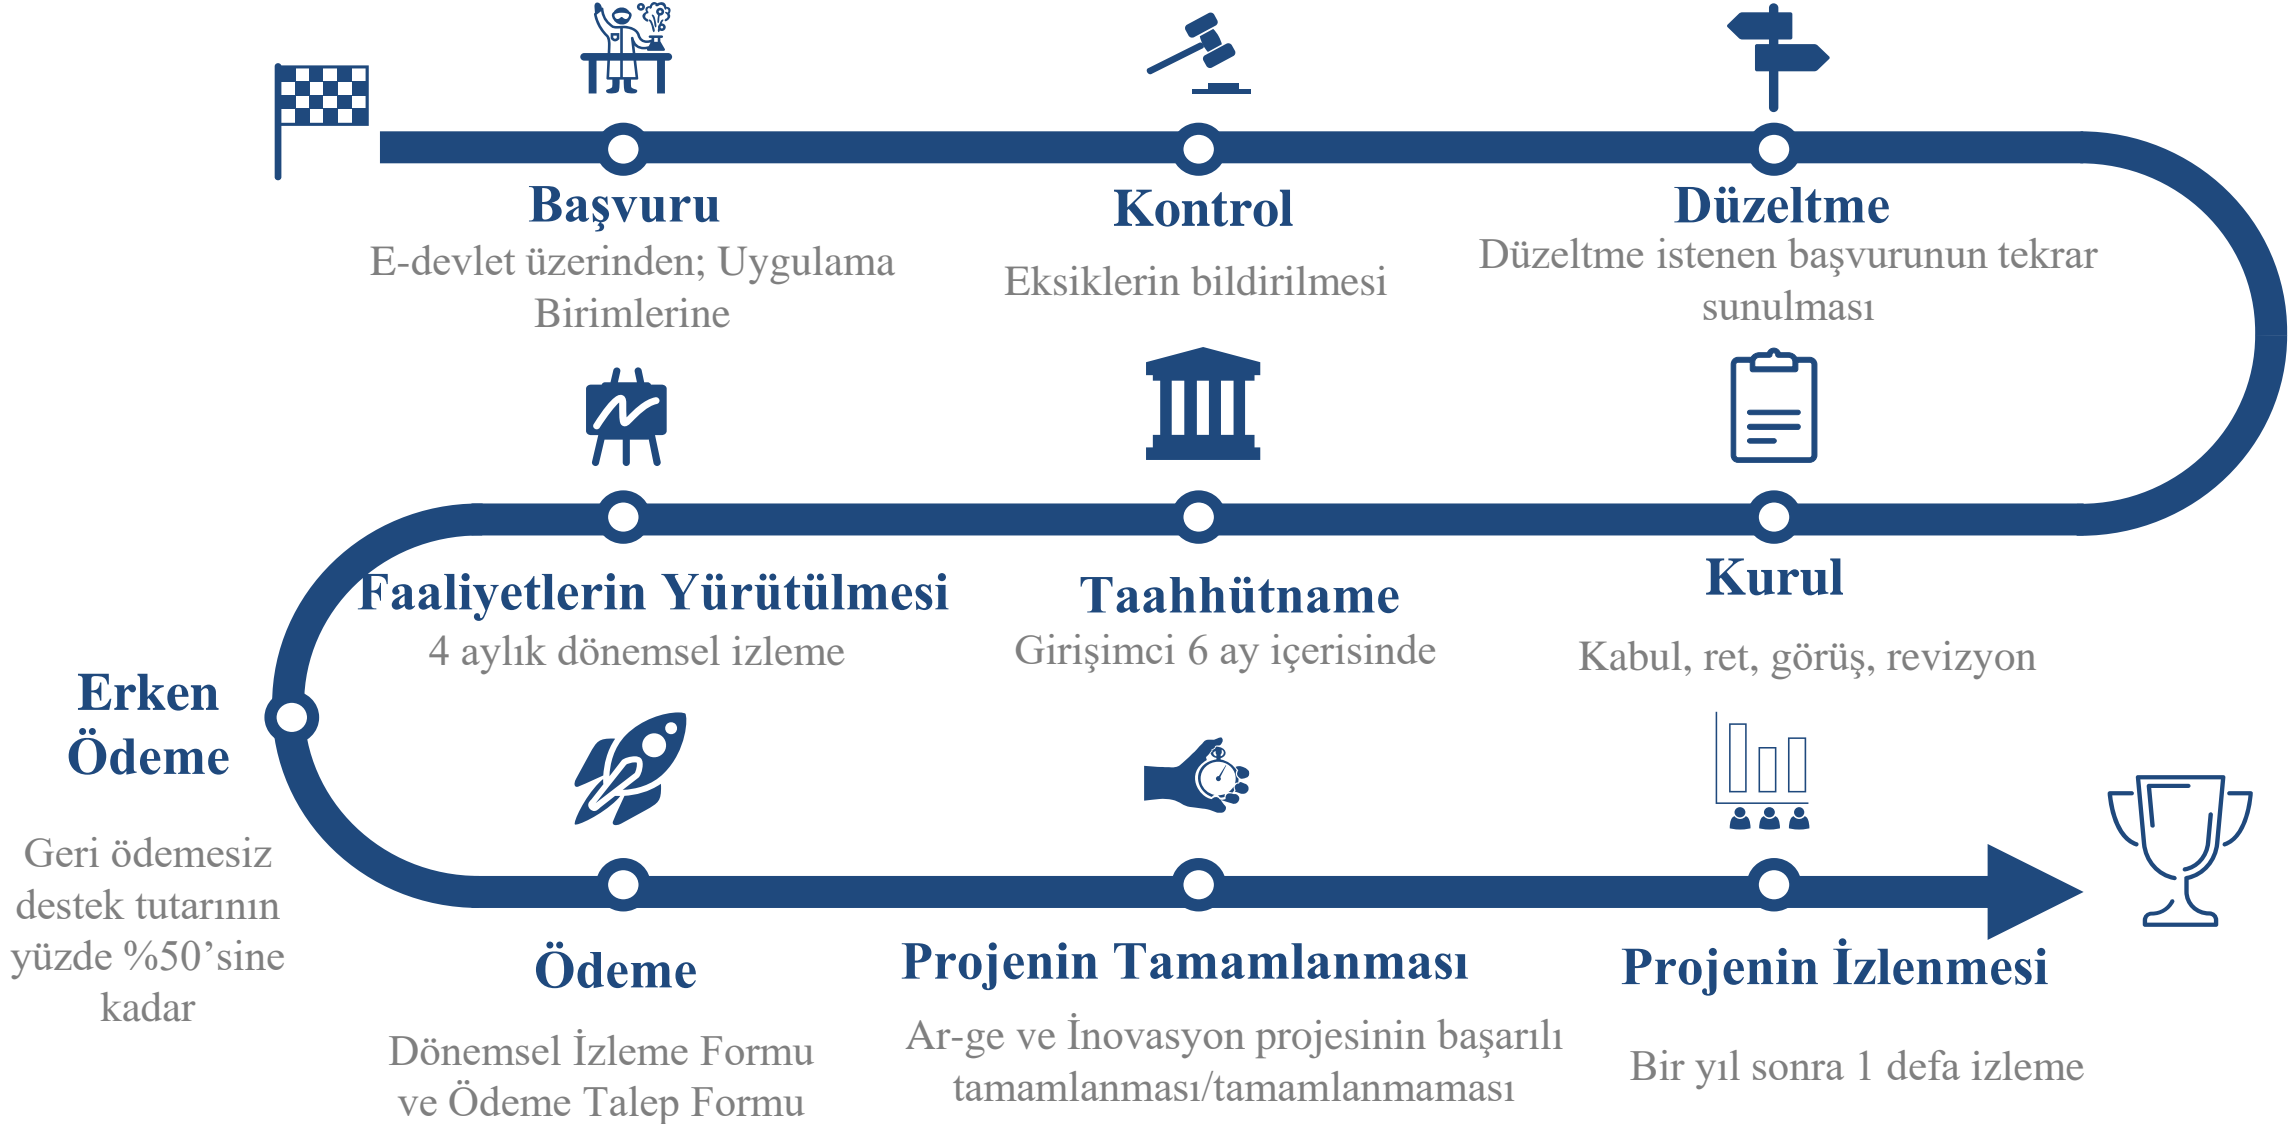 Başvuru
E-devlet üzerinden; Uygulama
Birimlerine
Kontrol
Eksiklerin bildirilmesi
Düzeltme
Düzeltme istenen başvurunun tekrar
sunulması
Kurul
Kabul, ret, görüş, revizyon
Taahhütname
Girişimci 6 ay içerisinde
Faaliyetlerin Yürütülmesi
4 aylık dönemsel izleme
Erken
Ödeme
Geri ödemesiz
destek tutarının
yüzde %50’sine
kadar
Ödeme
Dönemsel İzleme Formu
ve Ödeme Talep Formu
Projenin Tamamlanması
Ar-ge ve İnovasyon projesinin başarılı
tamamlanması/tamamlanmaması
Projenin İzlenmesi
Bir yıl sonra 1 defa izleme